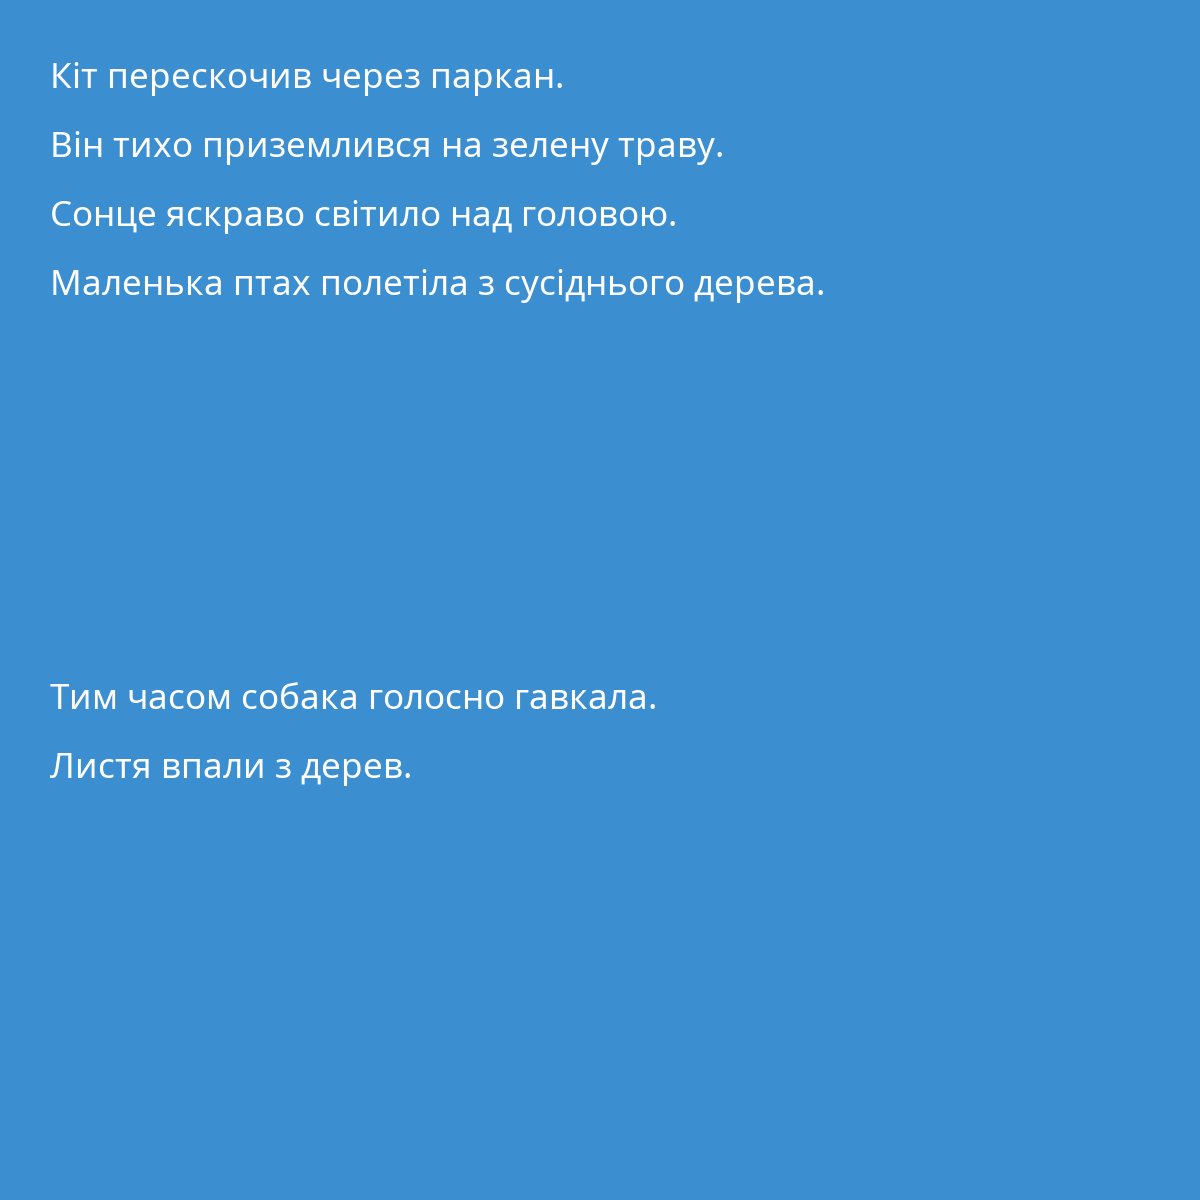 Кіт перескочив через паркан.
Він тихо приземлився на зелену траву.
Сонце яскраво світило над головою.
Маленька птах полетіла з сусіднього дерева.
Тим часом собака голосно гавкала.
Листя впали з дерев.